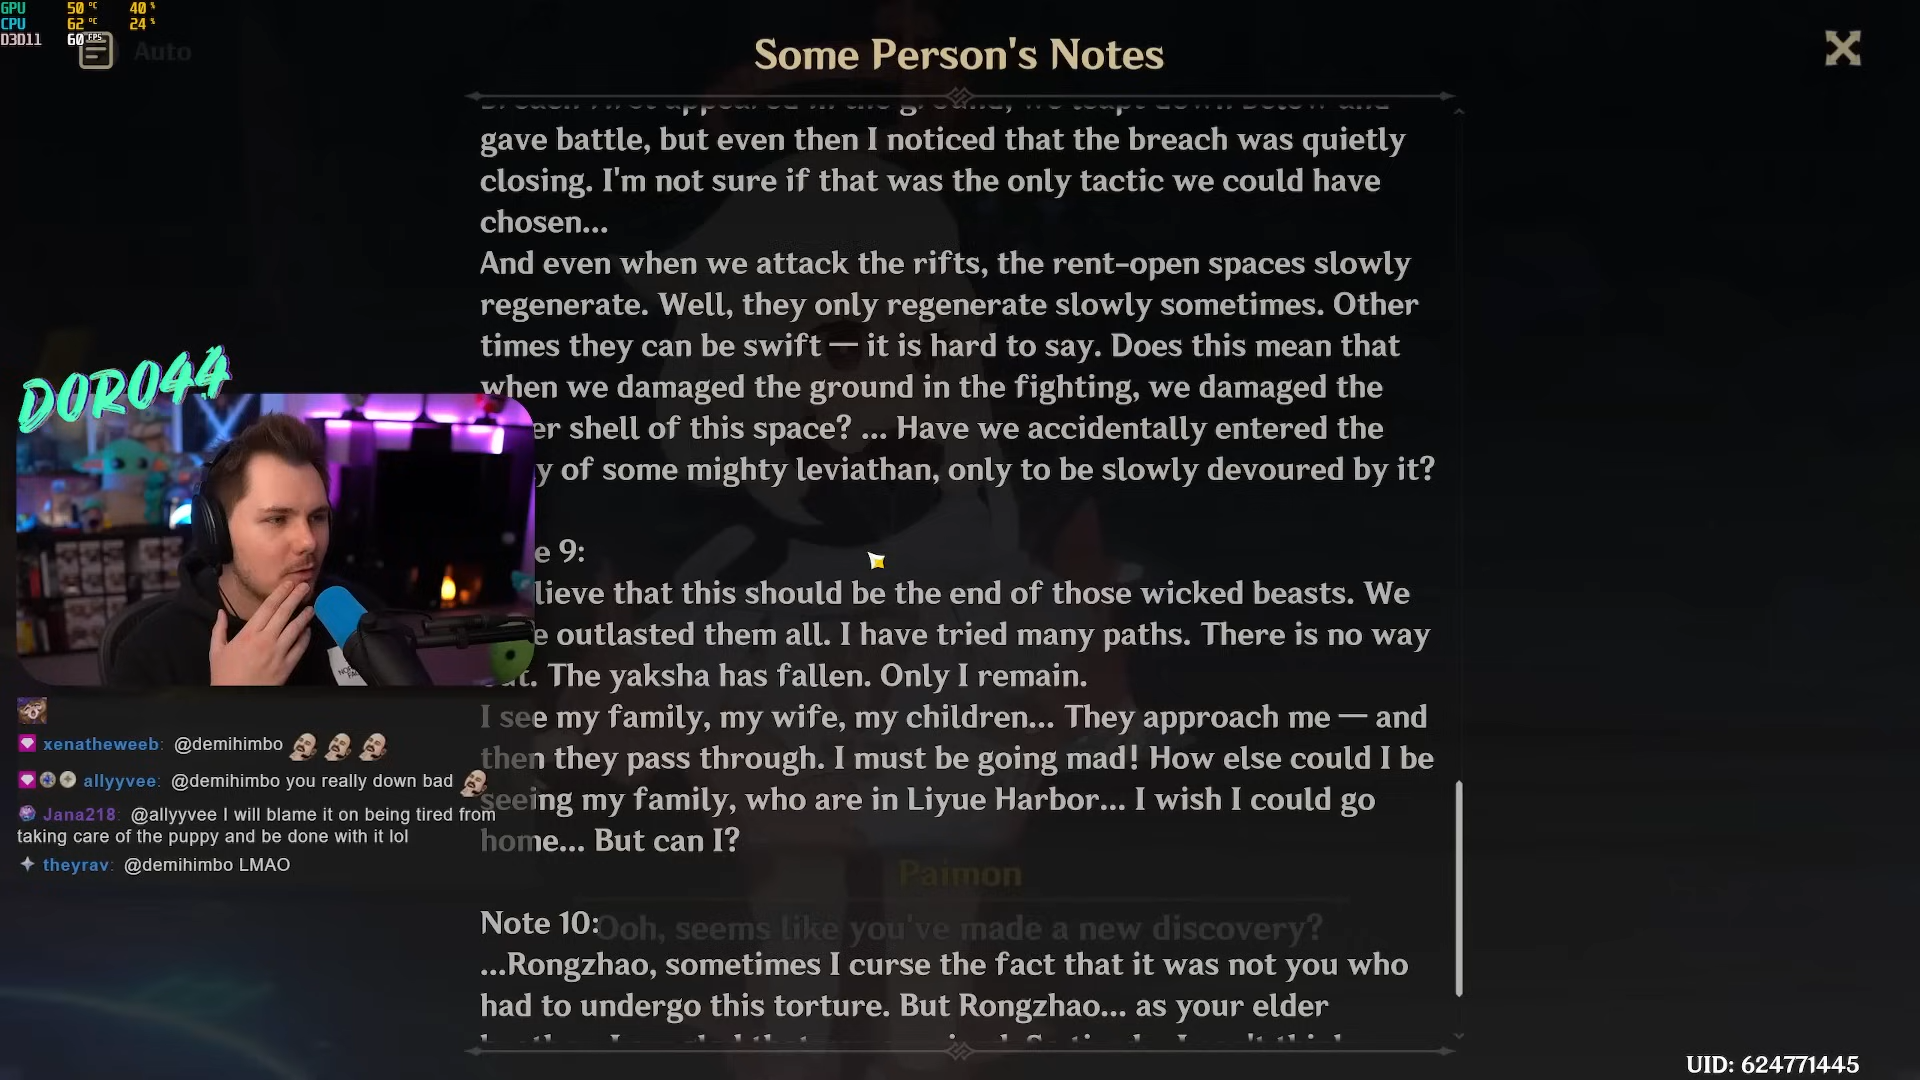 GPU 50 °C 40 %
CPU 62 °C 24 %
D3D11 60 FPS
Auto
Some Person's Notes
gave battle, but even then I noticed that the breach was quietly
closing. I'm not sure if that was the only tactic we could have
chosen...
And even when we attack the rifts, the rent-open spaces slowly
regenerate. Well, they only regenerate slowly sometimes. Other
times they can be swift — it is hard to say. Does this mean that
when we damaged the ground in the fighting, we damaged the
er shell of this space? ... Have we accidentally entered the
y of some mighty leviathan, only to be slowly devoured by it?
DORO44
e 9:
lieve that this should be the end of those wicked beasts. We
e outlasted them all. I have tried many paths. There is no way
out. The yaksha has fallen. Only I remain.
I see my family, my wife, my children... They approach me — and
then they pass through. I must be going mad! How else could I be
seeing my family, who are in Liyue Harbor... I wish I could go
home... But can I?
xenatheweeb: @demihimbo
allyyvee: @demihimbo you really down bad
Jana218: @allyyvee I will blame it on being tired from
taking care of the puppy and be done with it lol
theyrav: @demihimbo LMAO
Paimon
Ooh, seems like you've made a new discovery?
Note 10:
...Rongzhao, sometimes I curse the fact that it was not you who
had to undergo this torture. But Rongzhao... as your elder
UID: 624771445